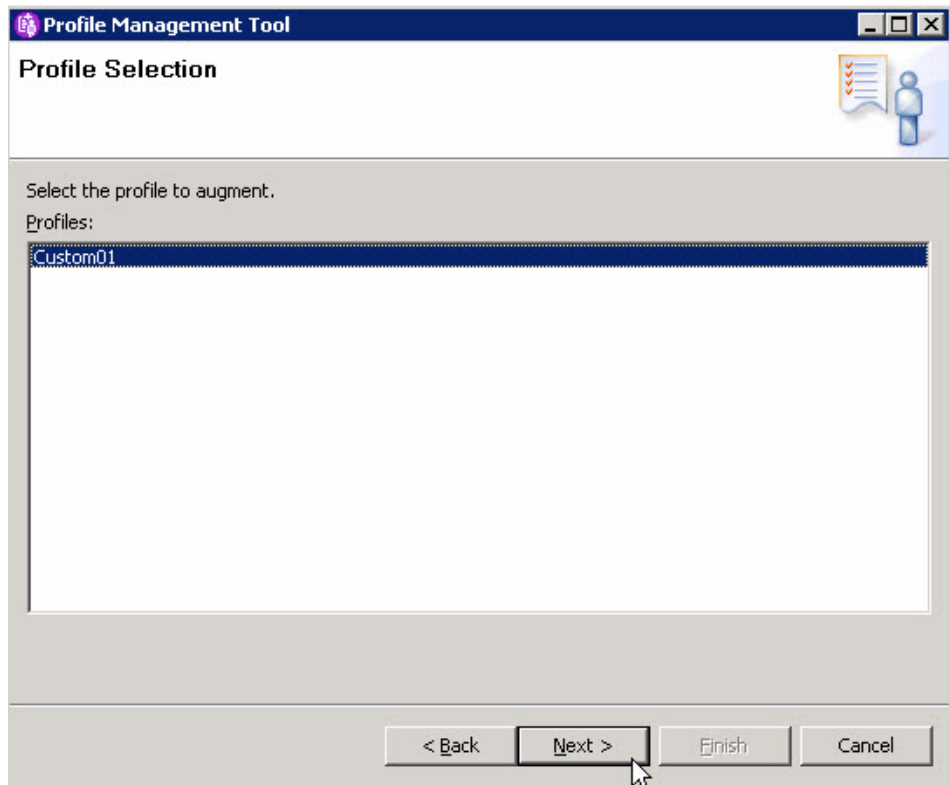 Profile Management Tool
Profile Selection
Select the profile to augment.
Profiles:
Custom01
< Back
Next >
Finish
Cancel